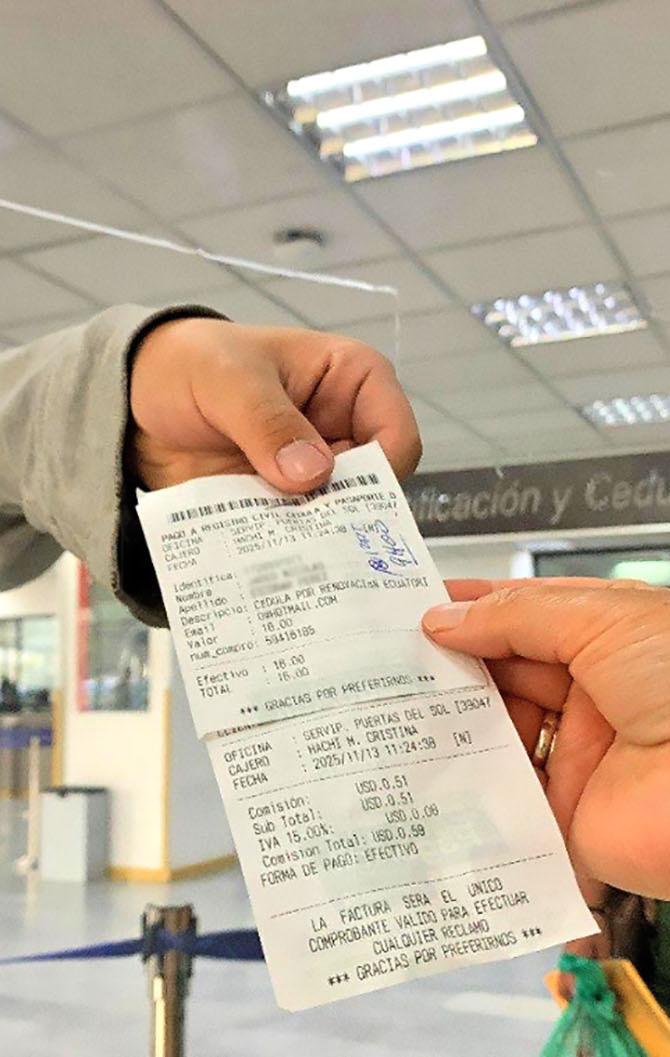 PAGO A REGISTRO CIVIL CEDULA Y PASAPORTE O
OFICINA : SERVIP. PUERTAS DEL SOL [39047
CAJERO : HACHI M. CRISTINA
FECHA : 2025/11/13 11:24:38 [N]
Identifica:
Nombre
Apellido :
Descripcio: CEDULA POR RENOVACIÓN ECUATORI
Email : 0@HOTMAIL.COM
Valor : 16.00
num_compro: 59416185
Efectivo : 16.00
TOTAL : 16.00
*** GRACIAS POR PREFERIRNOS ***
OFICINA : SERVIP. PUERTAS DEL SOL [39047
CAJERO : HACHI M. CRISTINA
FECHA : 2025/11/13 11:24:38 [N]
Comisión: USD.0.51
Sub Total: USD.0.51
IVA 15.00%: USD.0.08
Comision Total: USD.0.59
FORMA DE PAGO: EFECTIVO
LA FACTURA SERA EL UNICO
COMPROBANTE VALIDO PARA EFECTUAR
CUALQUIER RECLAMO
*** GRACIAS POR PREFERIRNOS ***
ificación y Cedu